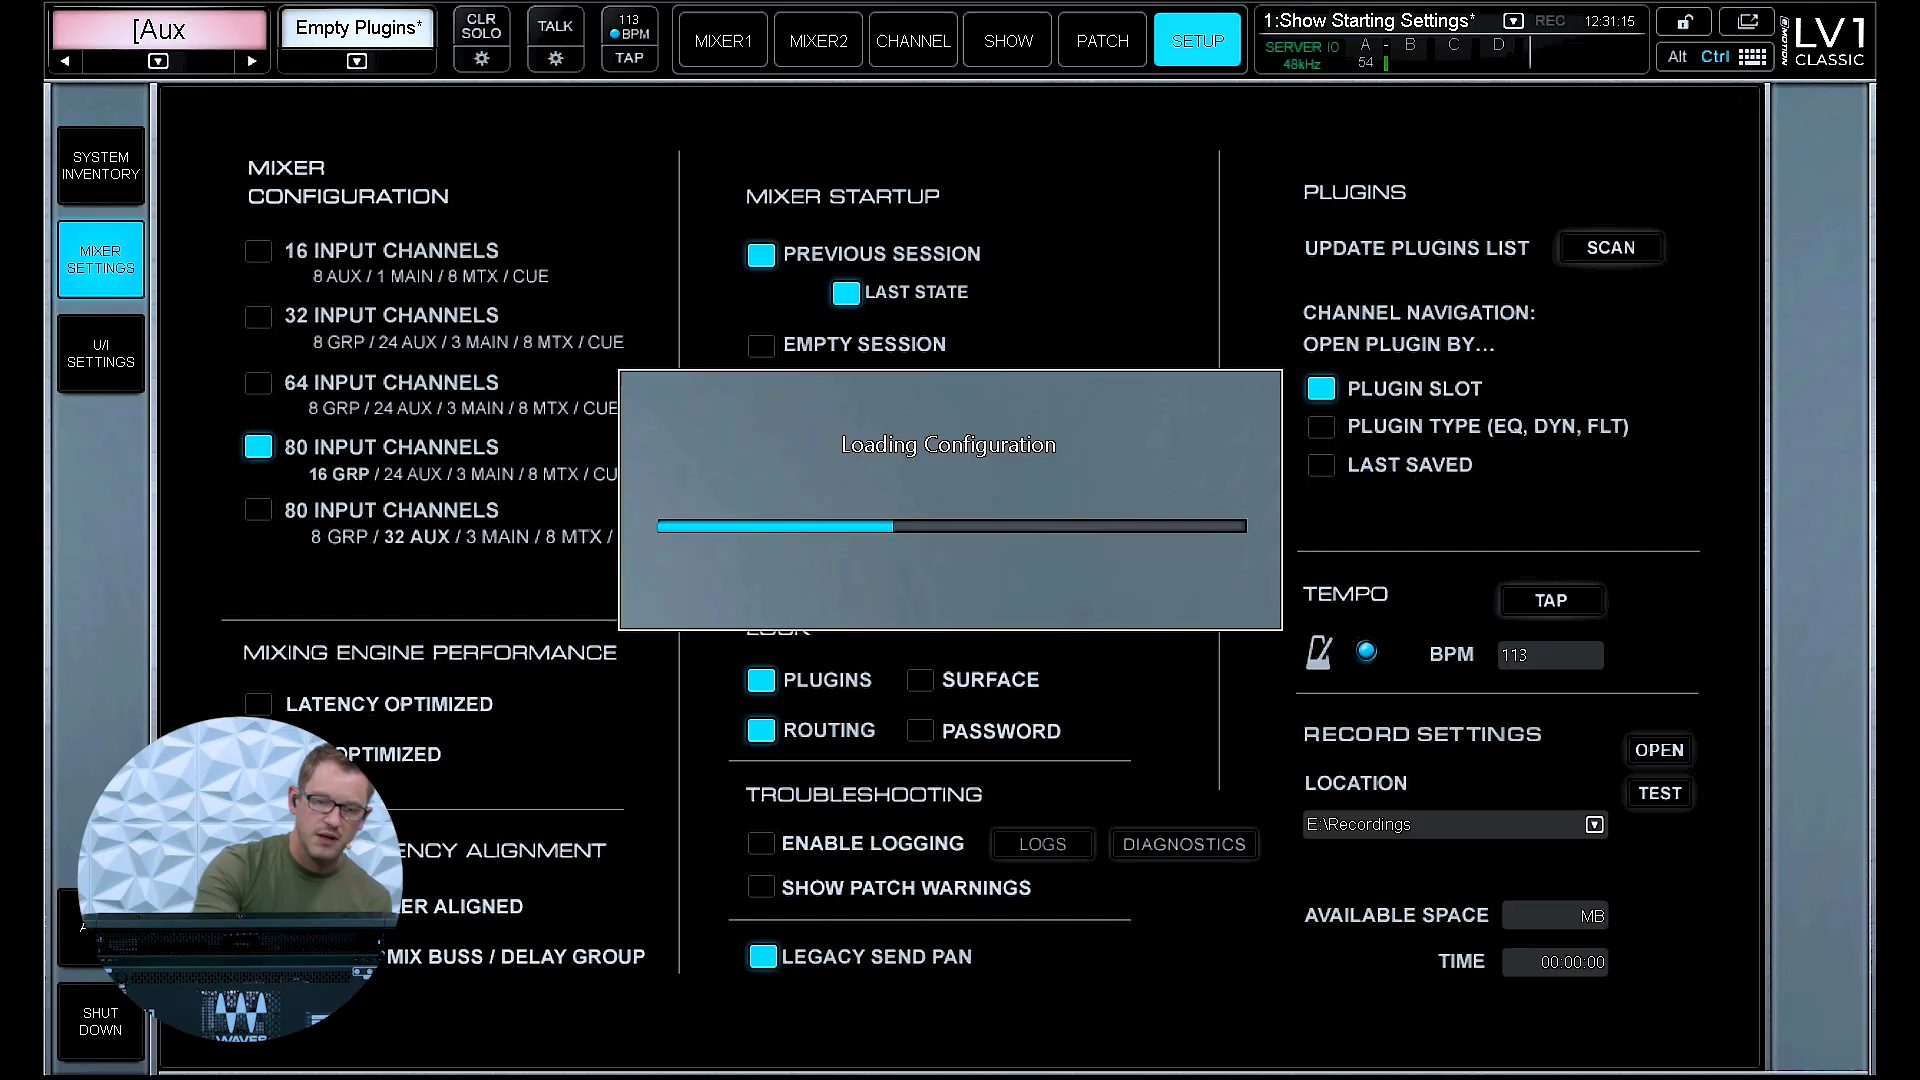 [Aux
Empty Plugins*
CLR
SOLO
TALK
113
BPM
TAP
MIXER1
MIXER2
CHANNEL
SHOW
PATCH
SETUP
1:Show Starting Settings*
REC
12:31:15
SERVER IO
48kHz
A - B C D
54
Alt Ctrl
eMOTION
LV1
CLASSIC
SYSTEM
INVENTORY
MIXER
SETTINGS
U/I
SETTINGS
SHUT
DOWN
MIXER
CONFIGURATION
16 INPUT CHANNELS
8 AUX / 1 MAIN / 8 MTX / CUE
32 INPUT CHANNELS
8 GRP / 24 AUX / 3 MAIN / 8 MTX / CUE
64 INPUT CHANNELS
8 GRP / 24 AUX / 3 MAIN / 8 MTX / CUE
80 INPUT CHANNELS
16 GRP / 24 AUX / 3 MAIN / 8 MTX / CU
80 INPUT CHANNELS
8 GRP / 32 AUX / 3 MAIN / 8 MTX /
MIXING ENGINE PERFORMANCE
LATENCY OPTIMIZED
OPTIMIZED
ENCY ALIGNMENT
ER ALIGNED
MIX BUSS / DELAY GROUP
WAVES
MIXER STARTUP
PREVIOUS SESSION
LAST STATE
EMPTY SESSION
Loading Configuration
LOCK
PLUGINS
SURFACE
ROUTING
PASSWORD
TROUBLESHOOTING
ENABLE LOGGING
LOGS
DIAGNOSTICS
SHOW PATCH WARNINGS
LEGACY SEND PAN
PLUGINS
UPDATE PLUGINS LIST
SCAN
CHANNEL NAVIGATION:
OPEN PLUGIN BY...
PLUGIN SLOT
PLUGIN TYPE (EQ, DYN, FLT)
LAST SAVED
TEMPO
TAP
BPM
113
RECORD SETTINGS
OPEN
LOCATION
TEST
E:\Recordings
AVAILABLE SPACE
MB
TIME
00:00:00